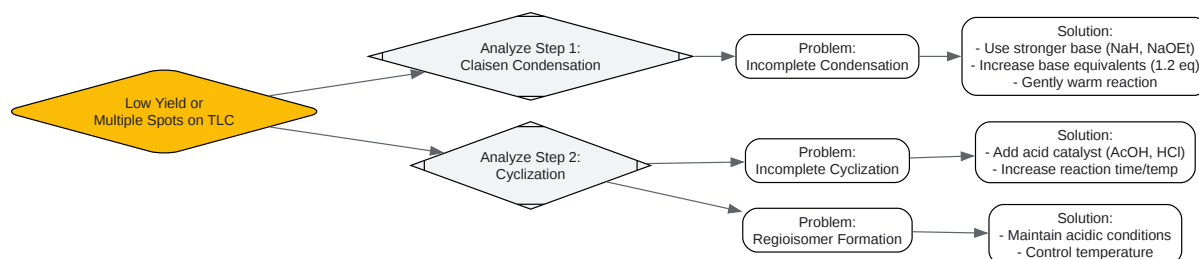 Low Yield or
Multiple Spots on TLC
Analyze Step 1:
Claisen Condensation
Problem:
Incomplete Condensation
Solution:
- Use stronger base (NaH, NaOEt)
- Increase base equivalents (1.2 eq)
- Gently warm reaction
Analyze Step 2:
Cyclization
Problem:
Incomplete Cyclization
Solution:
- Add acid catalyst (AcOH, HCl)
- Increase reaction time/temp
Problem:
Regioisomer Formation
Solution:
- Maintain acidic conditions
- Control temperature